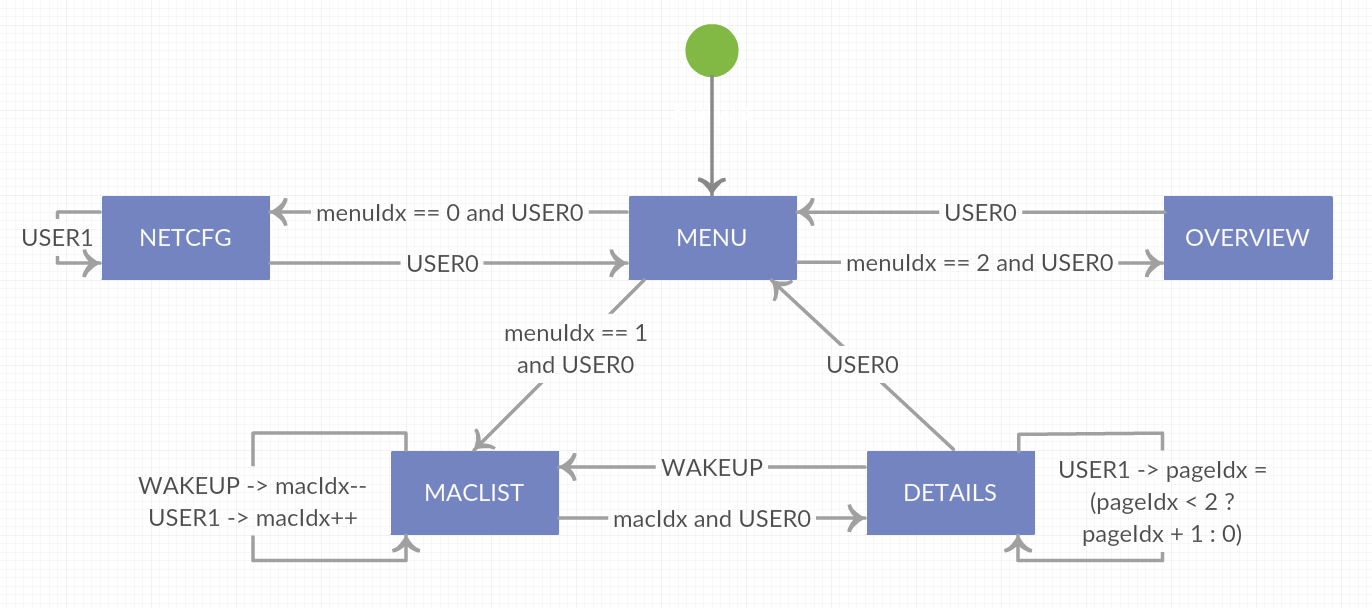 menuIdx == 0 and USER0
USER0
USER1
NETCFG
MENU
OVERVIEW
USER0
menuIdx == 2 and USER0
menuIdx == 1
and USER0
USER0
WAKEUP -> macIdx--
USER1 -> macIdx++
MACLIST
WAKEUP
macIdx and USER0
DETAILS
USER1 -> pageIdx =
(pageIdx < 2 ?
pageIdx + 1 : 0)